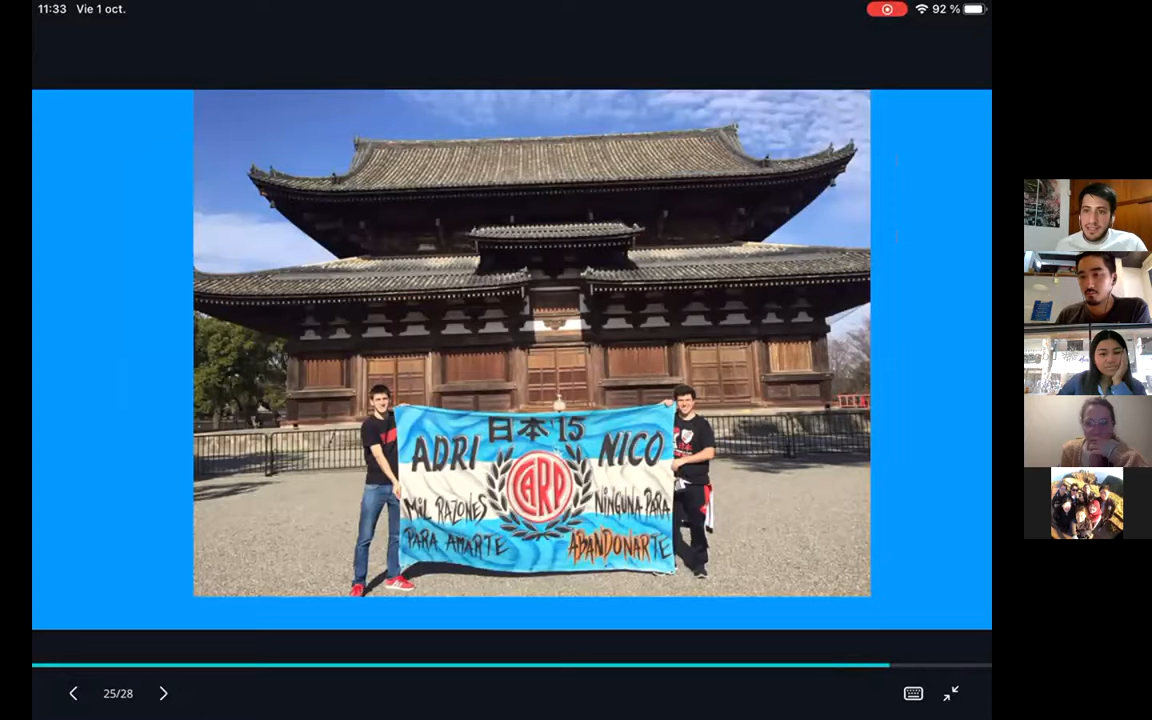 11:33 Vie 1 oct.
92 %
日本 '15
ADRI NICO
CARP
MIL RAZONES NINGUNA PARA
PARA AMARTE ABANDONARTE
25/28